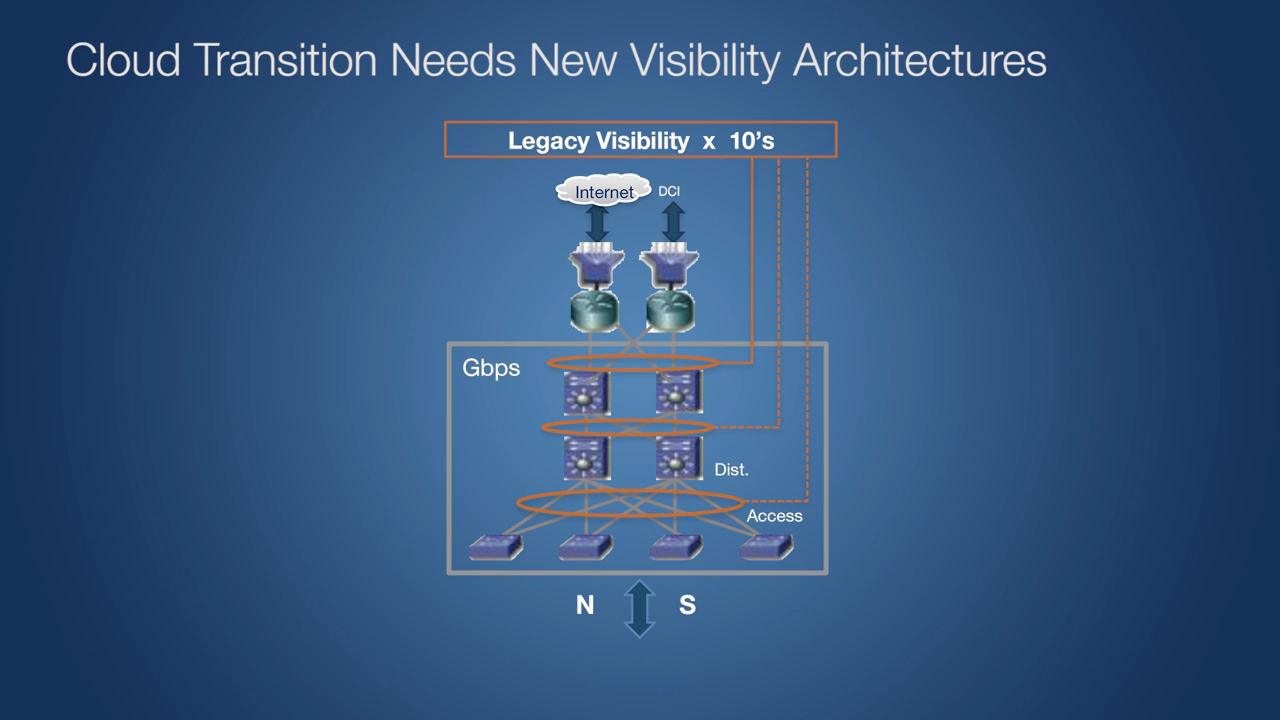 Cloud Transition Needs New Visibility Architectures
Legacy Visibility x 10’s
Internet
DCI
Gbps
Dist.
Access
N
S